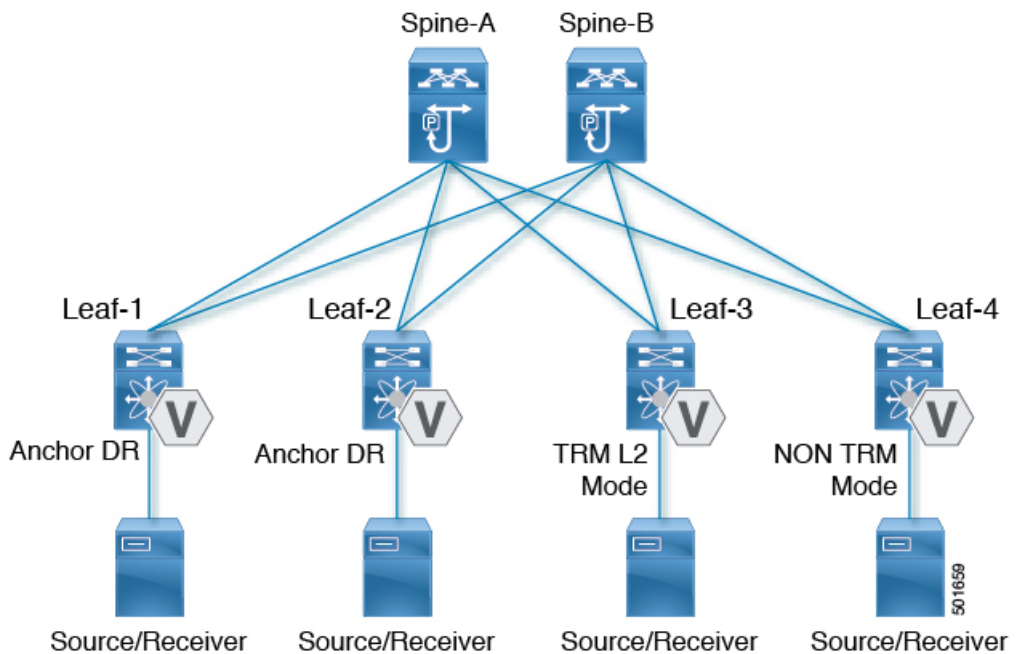 Spine-A Spine-B
P P
Leaf-1 Leaf-2 Leaf-3 Leaf-4
V V V V
Anchor DR Anchor DR TRM L2 NON TRM
Mode Mode
501659
Source/Receiver Source/Receiver Source/Receiver Source/Receiver